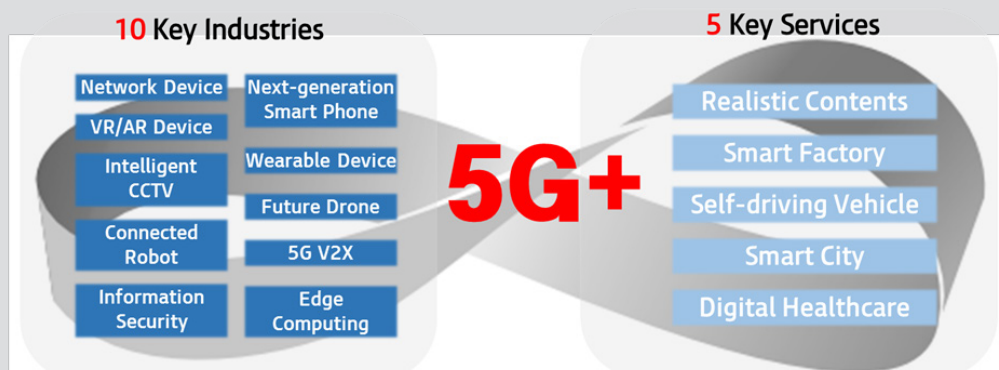 10 Key Industries
Network Device
VR/AR Device
Intelligent
CCTV
Connected
Robot
Information
Security
Next-generation
Smart Phone
Wearable Device
Future Drone
5G V2X
Edge
Computing
5G+
5 Key Services
Realistic Contents
Smart Factory
Self-driving Vehicle
Smart City
Digital Healthcare